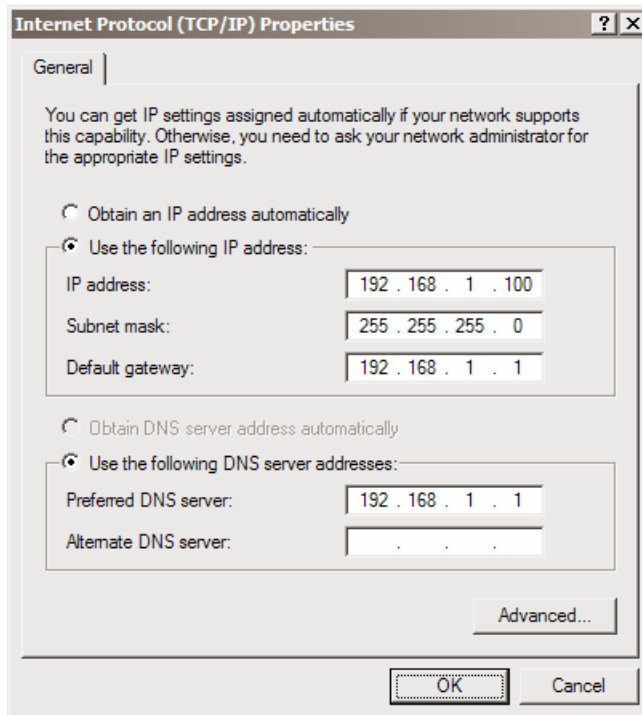 Internet Protocol (TCP/IP) Properties
General
You can get IP settings assigned automatically if your network supports
this capability. Otherwise, you need to ask your network administrator for
the appropriate IP settings.
Obtain an IP address automatically
Use the following IP address:
IP address: 192 . 168 . 1 . 100
Subnet mask: 255 . 255 . 255 . 0
Default gateway: 192 . 168 . 1 . 1
Obtain DNS server address automatically
Use the following DNS server addresses:
Preferred DNS server: 192 . 168 . 1 . 1
Alternate DNS server: . . .
Advanced...
OK Cancel